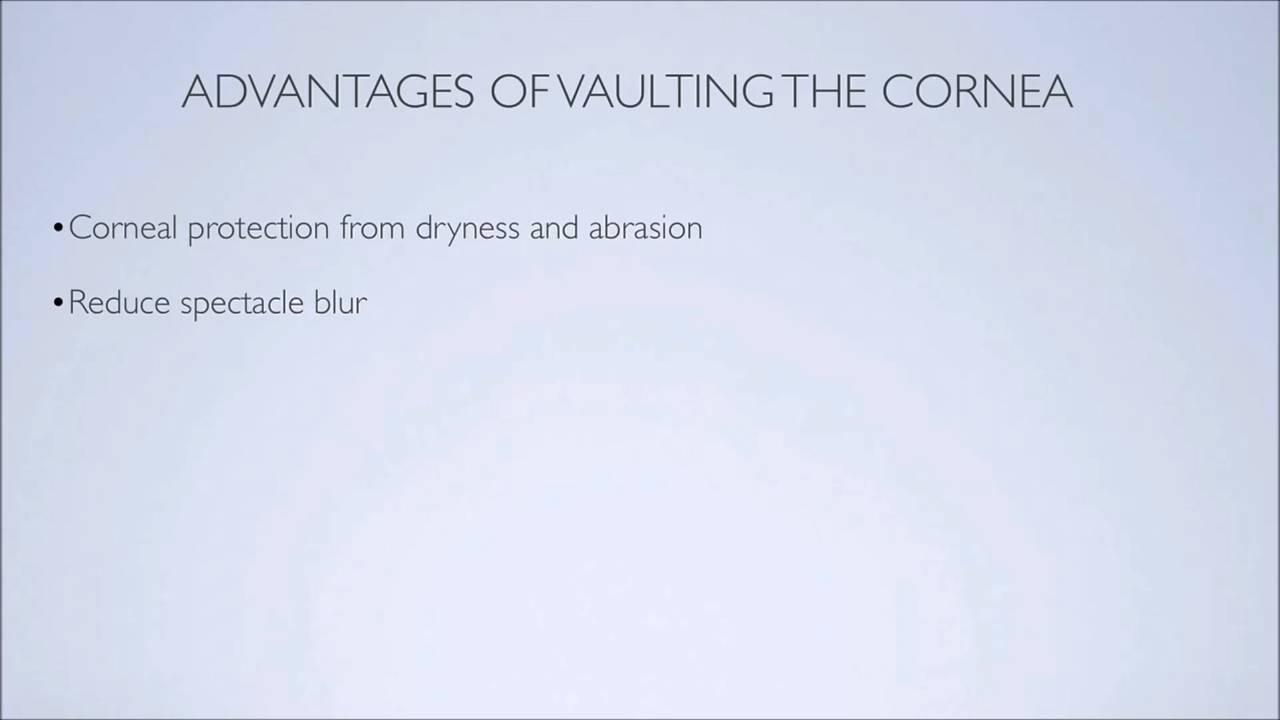 ADVANTAGES OF VAULTING THE CORNEA
•Corneal protection from dryness and abrasion
•Reduce spectacle blur